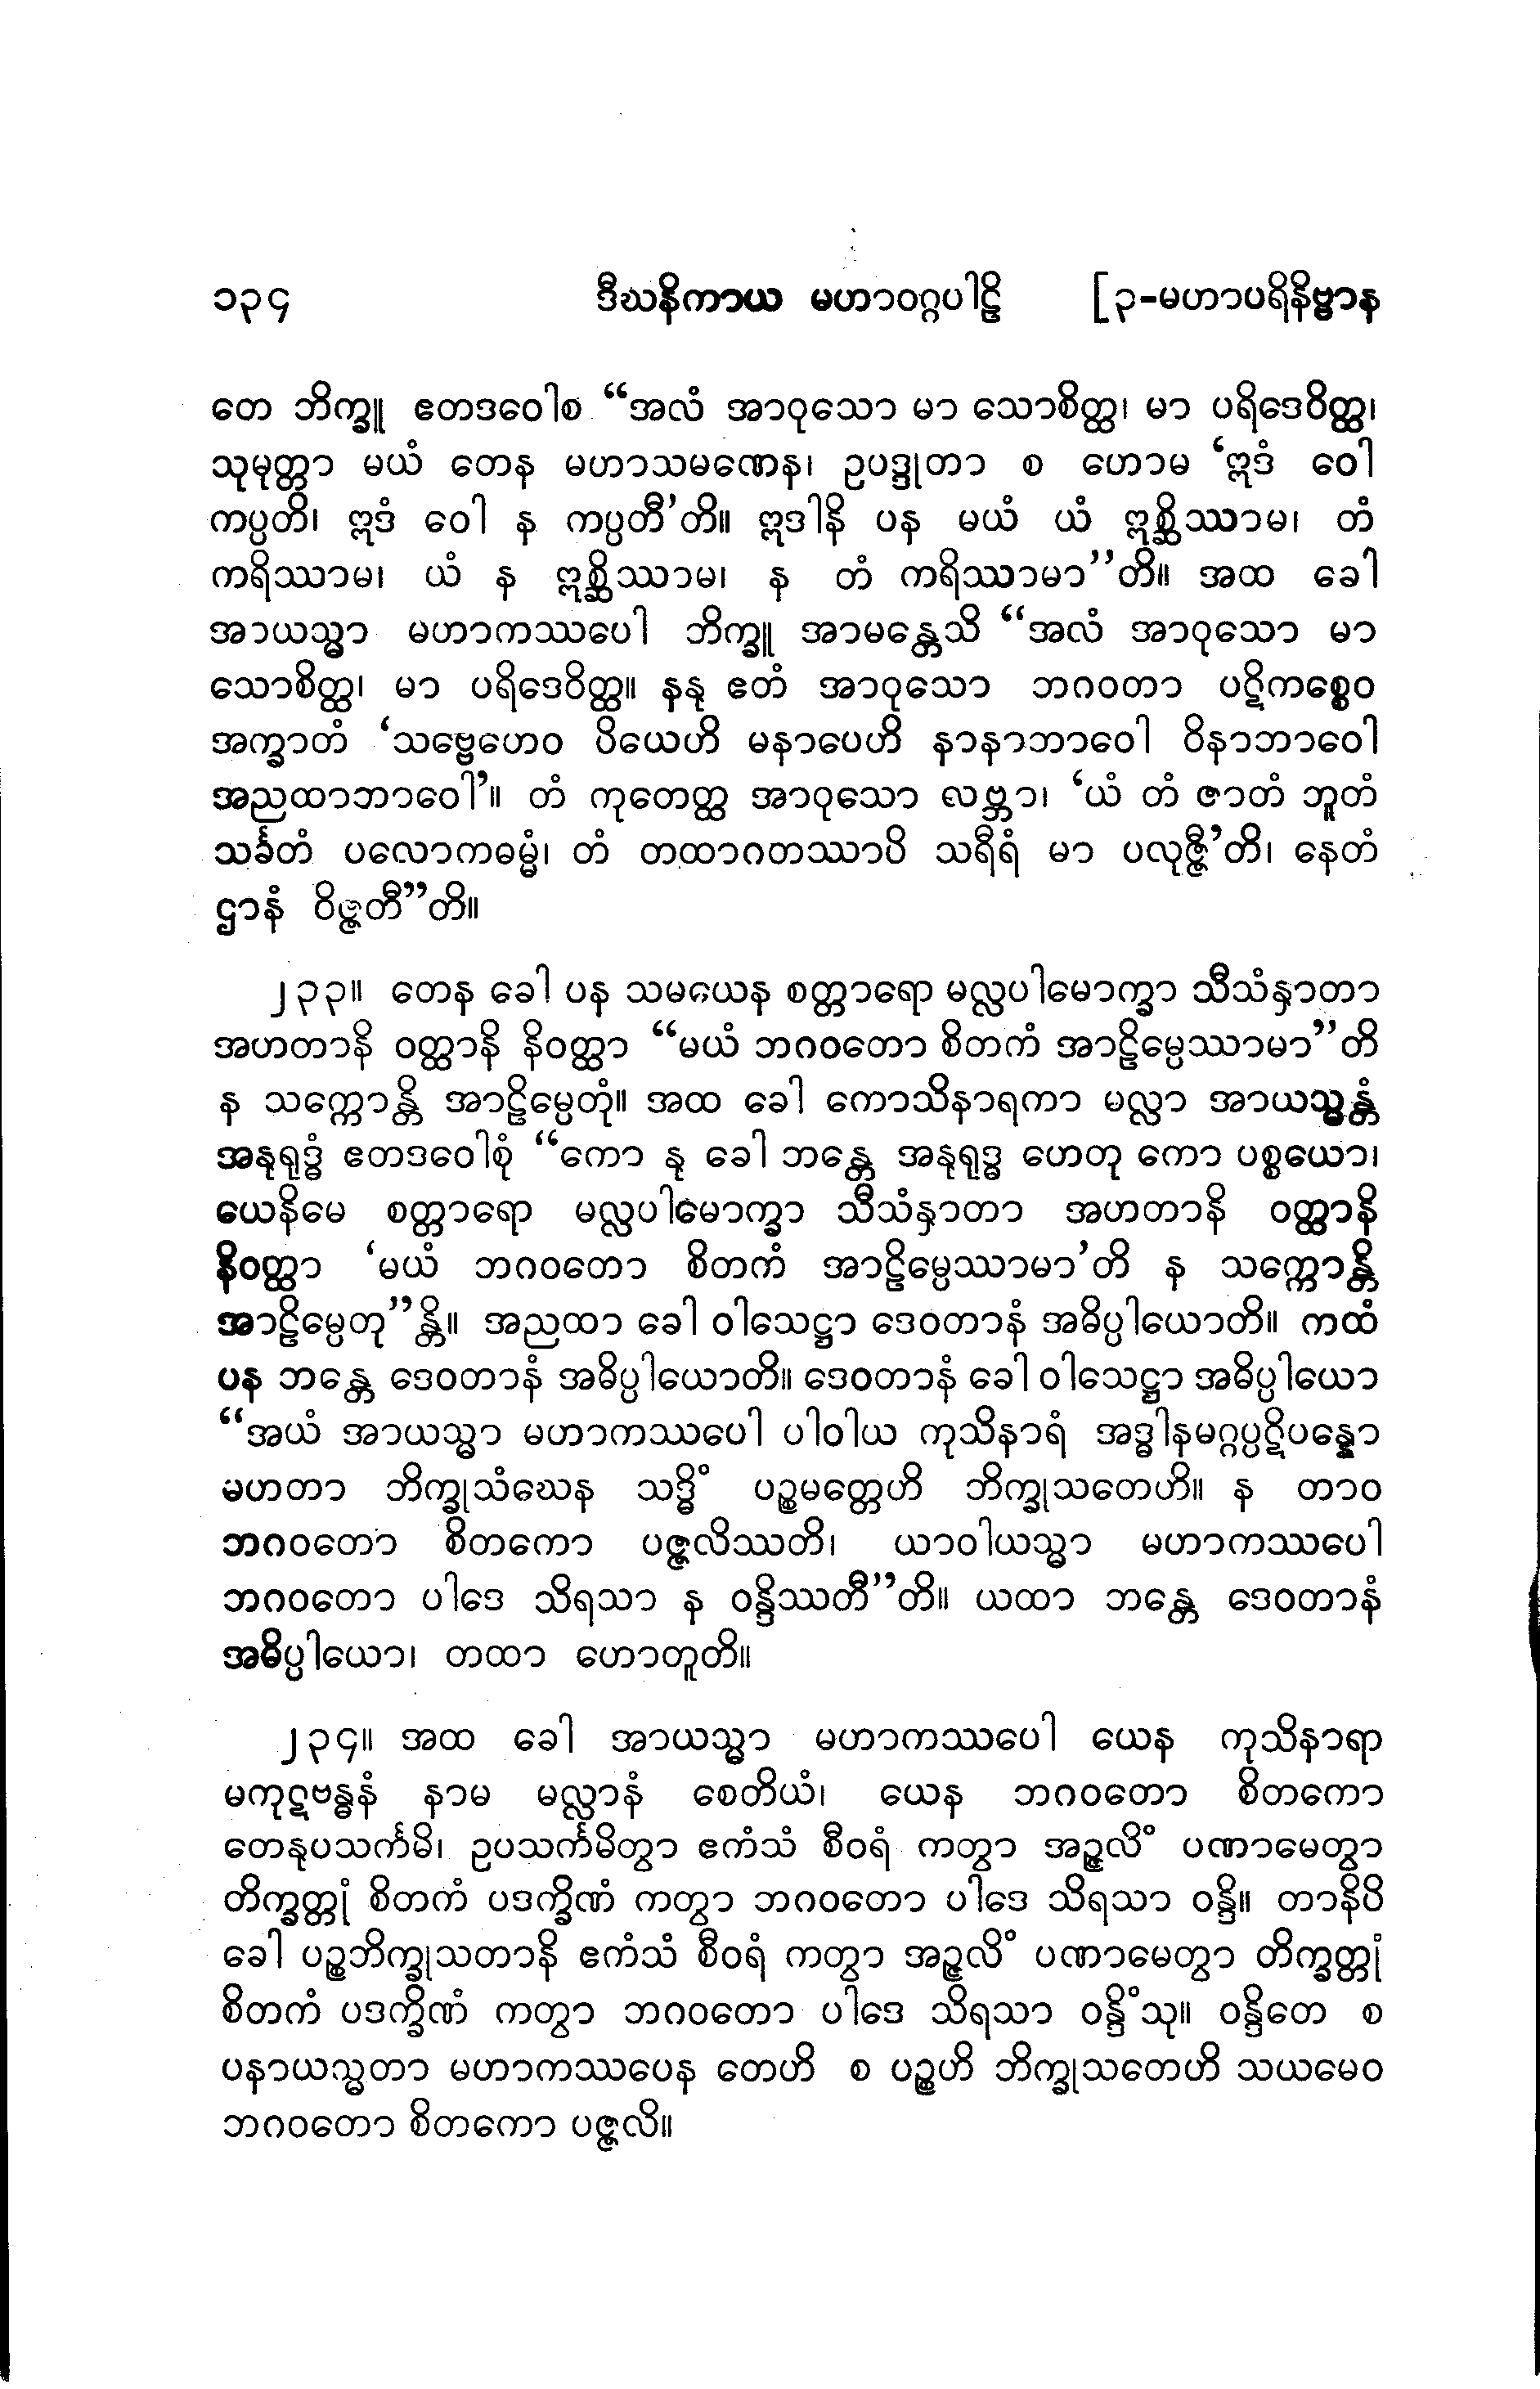 ၁၃၄ ဒီဃနိကာယ မဟာဝဂ္ဂပါဠိ [၃-မဟာပရိနိဗ္ဗာန
တေ ဘိက္ခူ ဧတဒဝေါစ “အလံ အာဝုသော မာ သောစိတ္ထ၊ မာ ပရိဒေဝိတ္ထ၊
သုမုတ္တာ မယံ တေန မဟာသမဏေန၊ ဥပဒ္ဒုတာ စ ဟောမ ‘ဣဒံ ဝေါ
ကပ္ပတိ၊ ဣဒံ ဝေါ န ကပ္ပတီ’တိ။ ဣဒါနိ ပန မယံ ယံ ဣစ္ဆိဿာမ၊ တံ
ကရိဿာမ၊ ယံ န ဣစ္ဆိဿာမ၊ န တံ ကရိဿာမာ”တိ။ အထ ခေါ
အာယသ္မာ မဟာကဿပေါ ဘိက္ခူ အာမန္တေသိ “အလံ အာဝုသော မာ
သောစိတ္ထ၊ မာ ပရိဒေဝိတ္ထ။ နနု ဧတံ အာဝုသော ဘဂဝတာ ပဋိကစ္စေဝ
အက္ခာတံ ‘သဗ္ဗေဟေဝ ပိယေဟိ မနာပေဟိ နာနာဘာဝေါ ဝိနာဘာဝေါ
အညထာဘာဝေါ’။ တံ ကုတေတ္ထ အာဝုသော လဗ္ဘာ၊ ‘ယံ တံ ဇာတံ ဘူတံ
သင်္ခတံ ပလောကဓမ္မံ၊ တံ တထာဂတဿာပိ သရီရံ မာ ပလုဇ္ဇီ’တိ၊ နေတံ
ဌာနံ ဝိဇ္ဇတီ”တိ။
၂၃၃။ တေန ခေါ ပန သမယေန စတ္တာရော မလ္လပါမောက္ခာ သီသံနှာတာ
အဟတာနိ ဝတ္ထာနိ နိဝတ္ထာ “မယံ ဘဂဝတော စိတကံ အာဠိမ္ပေဿာမာ”တိ
န သက္ကောန္တိ အာဠိမ္ပေတုံ။ အထ ခေါ ကောသိနာရကာ မလ္လာ အာယသ္မန္တံ
အနုရုဒ္ဓံ ဧတဒဝေါစုံ “ကော နု ခေါ ဘန္တေ အနုရုဒ္ဓ ဟေတု ကော ပစ္စယော၊
ယေနိမေ စတ္တာရော မလ္လပါမောက္ခာ သီသံနှာတာ အဟတာနိ ဝတ္ထာနိ
နိဝတ္ထာ ‘မယံ ဘဂဝတော စိတကံ အာဠိမ္ပေဿာမာ’တိ န သက္ကောန္တိ
အာဠိမ္ပေတု”န္တိ။ အညထာ ခေါ ဝါသေဋ္ဌာ ဒေဝတာနံ အဓိပ္ပါယောတိ။ ကထံ
ပန ဘန္တေ ဒေဝတာနံ အဓိပ္ပါယောတိ။ ဒေဝတာနံ ခေါ ဝါသေဋ္ဌာ အဓိပ္ပါယော
“အယံ အာယသ္မာ မဟာကဿပေါ ပါဝါယ ကုသိနာရံ အဒ္ဓါနမဂ္ဂပ္ပဋိပန္နော
မဟတာ ဘိက္ခုသံဃေန သဒ္ဓိံ ပဉ္စမတ္တေဟိ ဘိက္ခုသတေဟိ။ န တာဝ
ဘဂဝတော စိတကော ပဇ္ဇလိဿတိ၊ ယာဝါယသ္မာ မဟာကဿပေါ
ဘဂဝတော ပါဒေ သိရသာ န ဝန္ဒိဿတီ”တိ။ ယထာ ဘန္တေ ဒေဝတာနံ
အဓိပ္ပါယော၊ တထာ ဟောတူတိ။
၂၃၄။ အထ ခေါ အာယသ္မာ မဟာကဿပေါ ယေန ကုသိနာရာ
မကုဋဗန္ဓနံ နာမ မလ္လာနံ စေတိယံ၊ ယေန ဘဂဝတော စိတကော
တေနုပသင်္ကမိ၊ ဥပသင်္ကမိတွာ ဧကံသံ စီဝရံ ကတွာ အဉ္ဇလိံ ပဏာမေတွာ
တိက္ခတ္တုံ စိတကံ ပဒက္ခိဏံ ကတွာ ဘဂဝတော ပါဒေ သိရသာ ဝန္ဒိ။ တာနိပိ
ခေါ ပဉ္စဘိက္ခုသတာနိ ဧကံသံ စီဝရံ ကတွာ အဉ္ဇလိံ ပဏာမေတွာ တိက္ခတ္တုံ
စိတကံ ပဒက္ခိဏံ ကတွာ ဘဂဝတော ပါဒေ သိရသာ ဝန္ဒိံသု။ ဝန္ဒိတေ စ
ပနာယသ္မတာ မဟာကဿပေန တေဟိ စ ပဉ္စဟိ ဘိက္ခုသတေဟိ သယမေဝ
ဘဂဝတော စိတကော ပဇ္ဇလိ။